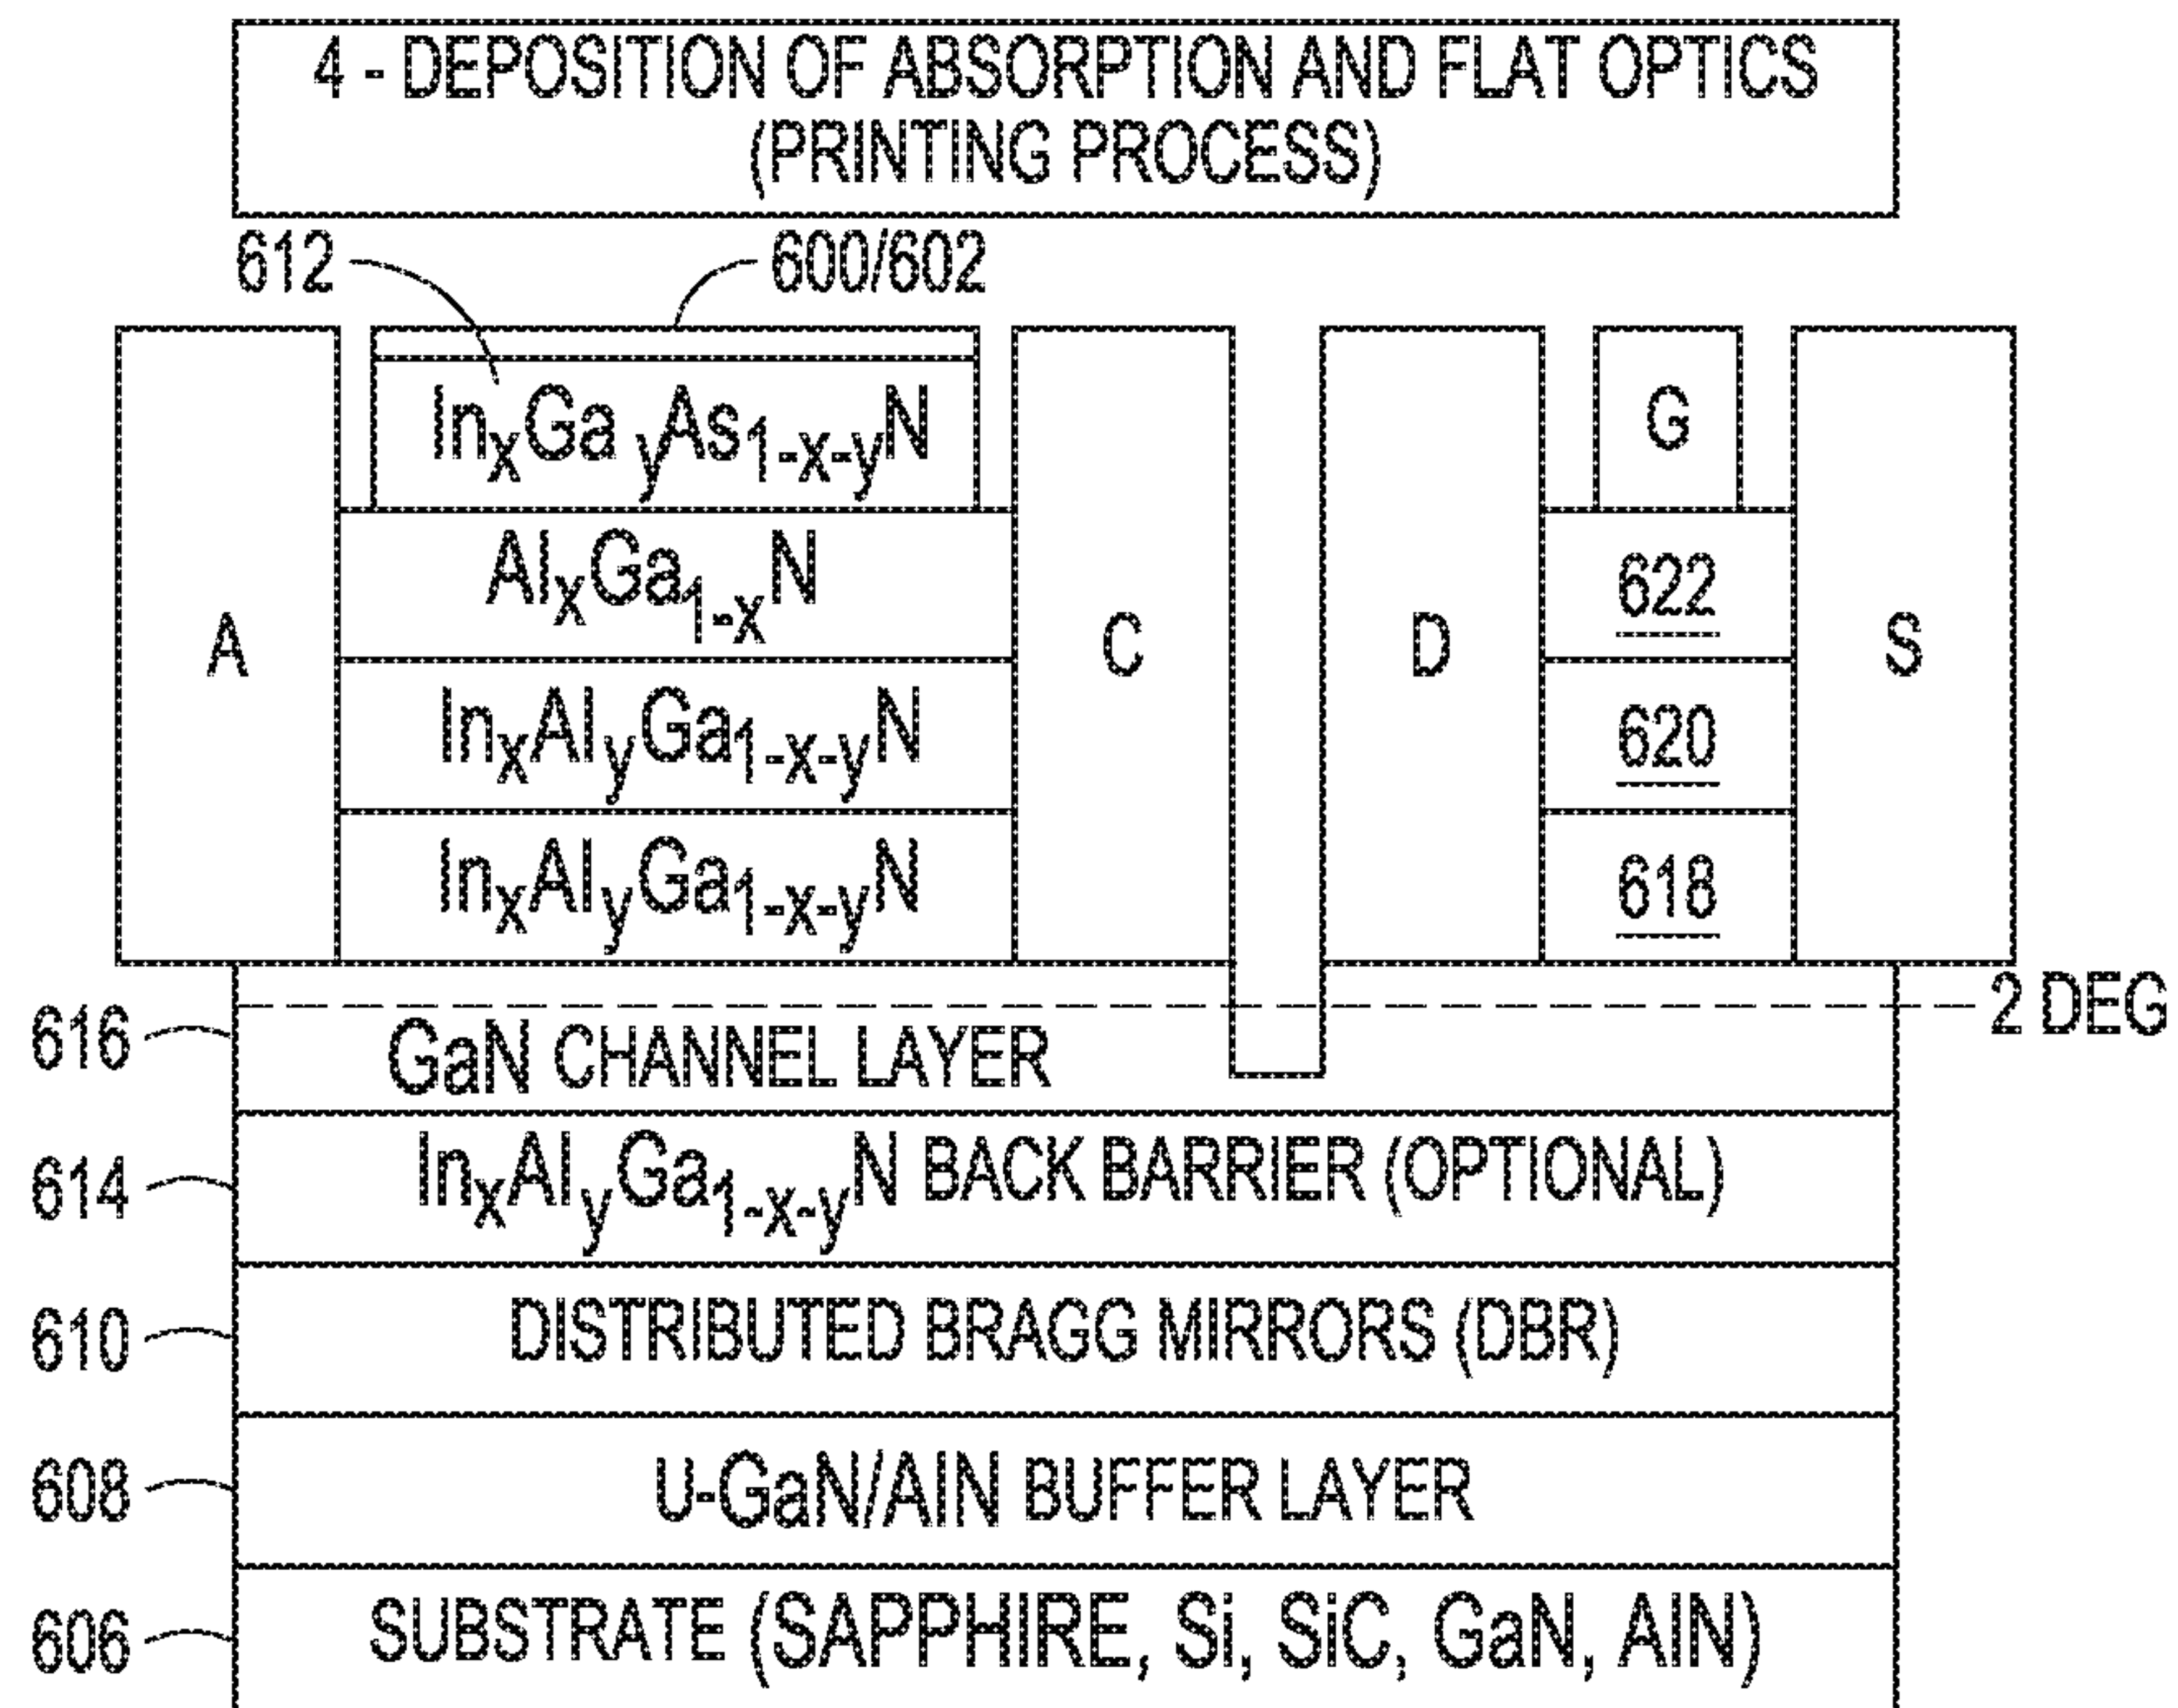 4 - DEPOSITION OF ABSORPTION AND FLAT OPTICS
(PRINTING PROCESS)
612
600/602
InxGa yAs1-x-yN
G
AlxGa1-xN
622
A
C
D
S
InxAlyGa1-x-yN
620
InxAlyGa1-x-yN
618
2 DEG
616
GaN CHANNEL LAYER
614
InxAlyGa1-x-yN BACK BARRIER (OPTIONAL)
610
DISTRIBUTED BRAGG MIRRORS (DBR)
608
U-GaN/AlN BUFFER LAYER
606
SUBSTRATE (SAPPHIRE, Si, SiC, GaN, AlN)